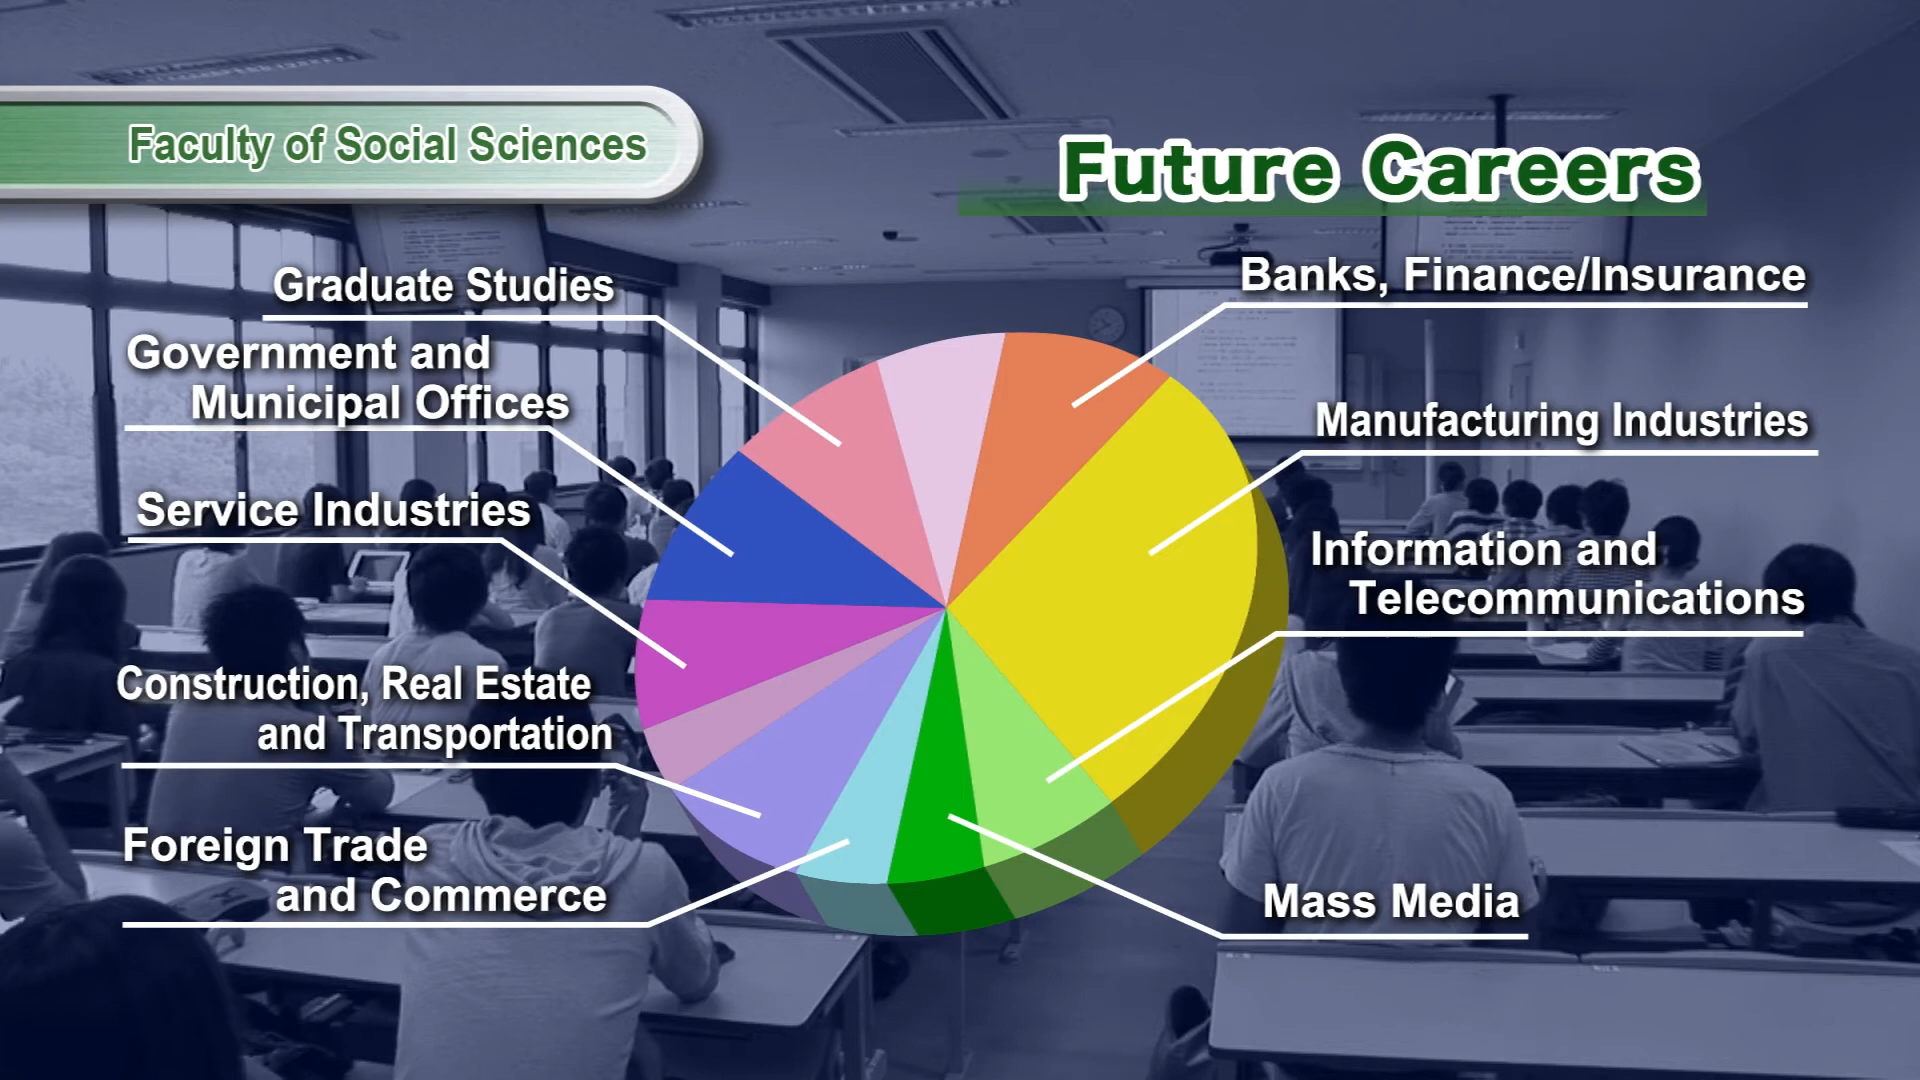 Faculty of Social Sciences
Future Careers
Graduate Studies
Government and
Municipal Offices
Service Industries
Construction, Real Estate
and Transportation
Foreign Trade
and Commerce
Banks, Finance/Insurance
Manufacturing Industries
Information and
Telecommunications
Mass Media